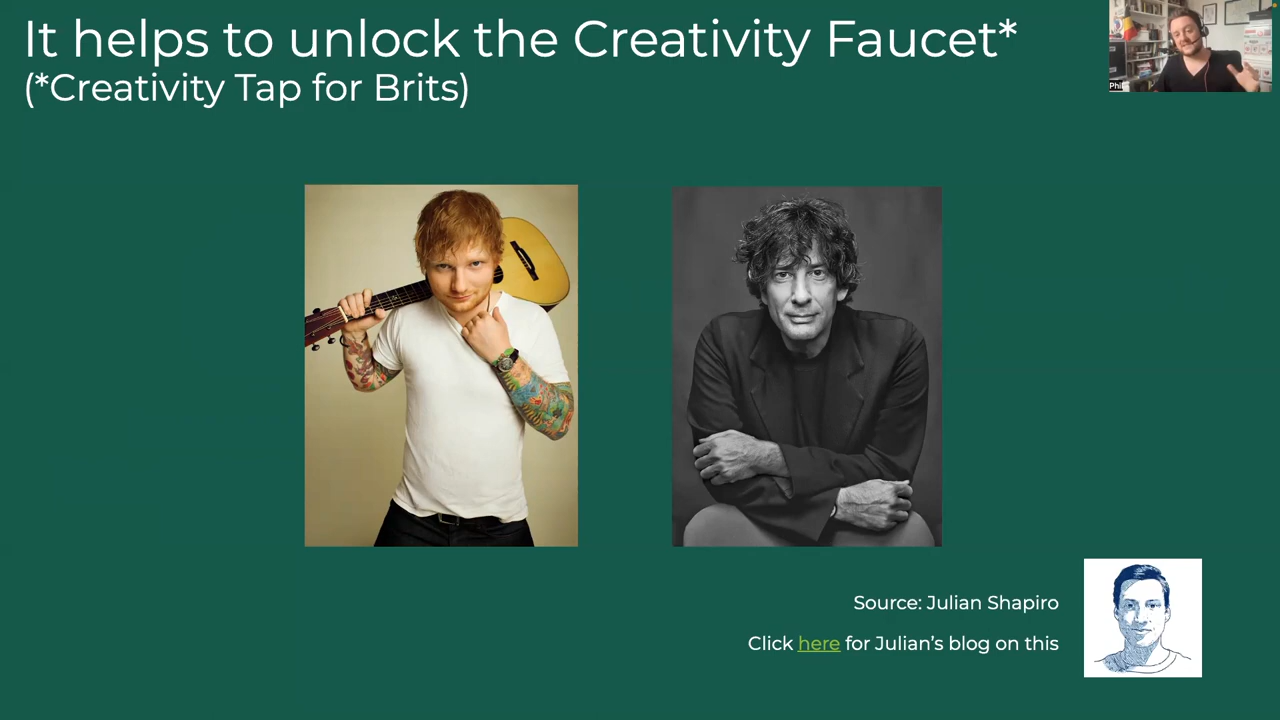 It helps to unlock the Creativity Faucet*
(*Creativity Tap for Brits)
Source: Julian Shapiro
Click here for Julian's blog on this